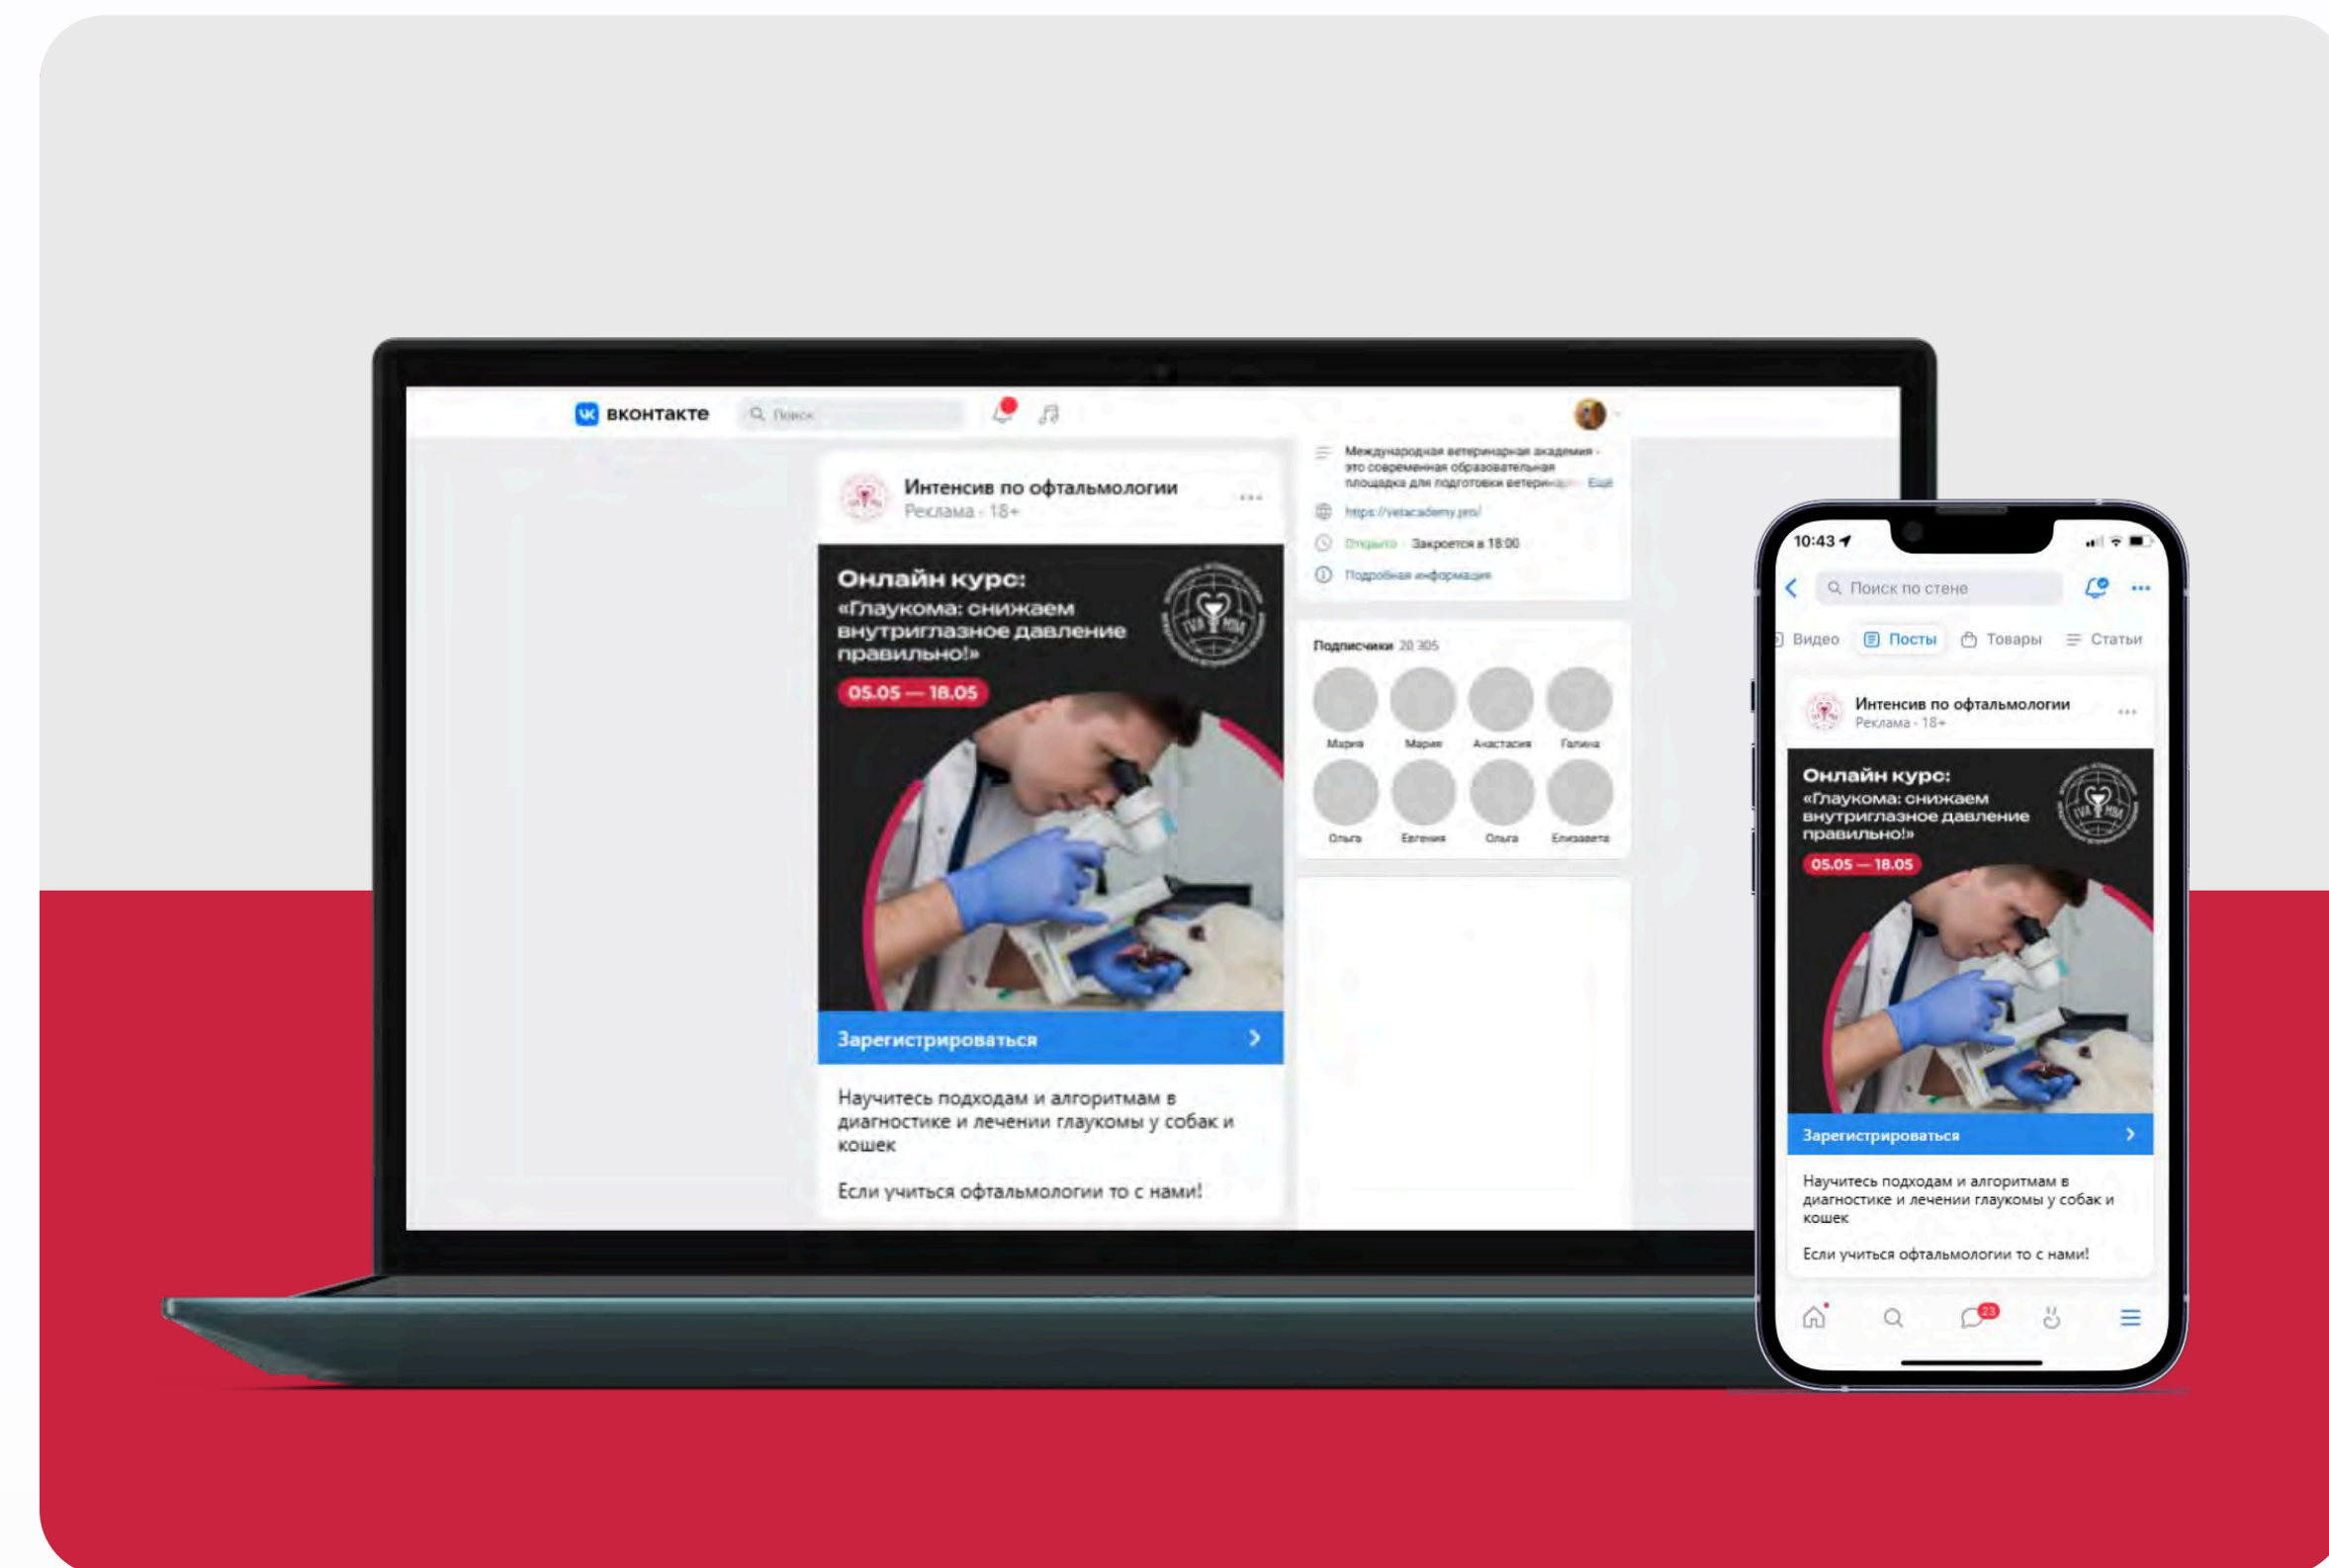 вконтакте
Поиск
Интенсив по офтальмологии
Реклама · 18+
Онлайн курс:
«Глаукома: снижаем
внутриглазное давление
правильно!»
05.05 — 18.05
Зарегистрироваться
Научитесь подходам и алгоритмам в
диагностике и лечении глаукомы у собак и
кошек
Если учиться офтальмологии то с нами!
Международная ветеринарная академия -
это современная образовательная
площадка для подготовки Ещё
https://vetacademy.pro/
Открыто Закроется в 18:00
Подробная информация
Подписчики 20 305
Мария Мария Анастасия Галина
Ольга Евгения Ольга Елизавета
10:43
Поиск по стене
Видео Посты Товары Статьи
Интенсив по офтальмологии
Реклама · 18+
Онлайн курс:
«Глаукома: снижаем
внутриглазное давление
правильно!»
05.05 — 18.05
Зарегистрироваться
Научитесь подходам и алгоритмам в
диагностике и лечении глаукомы у собак и
кошек
Если учиться офтальмологии то с нами!
23